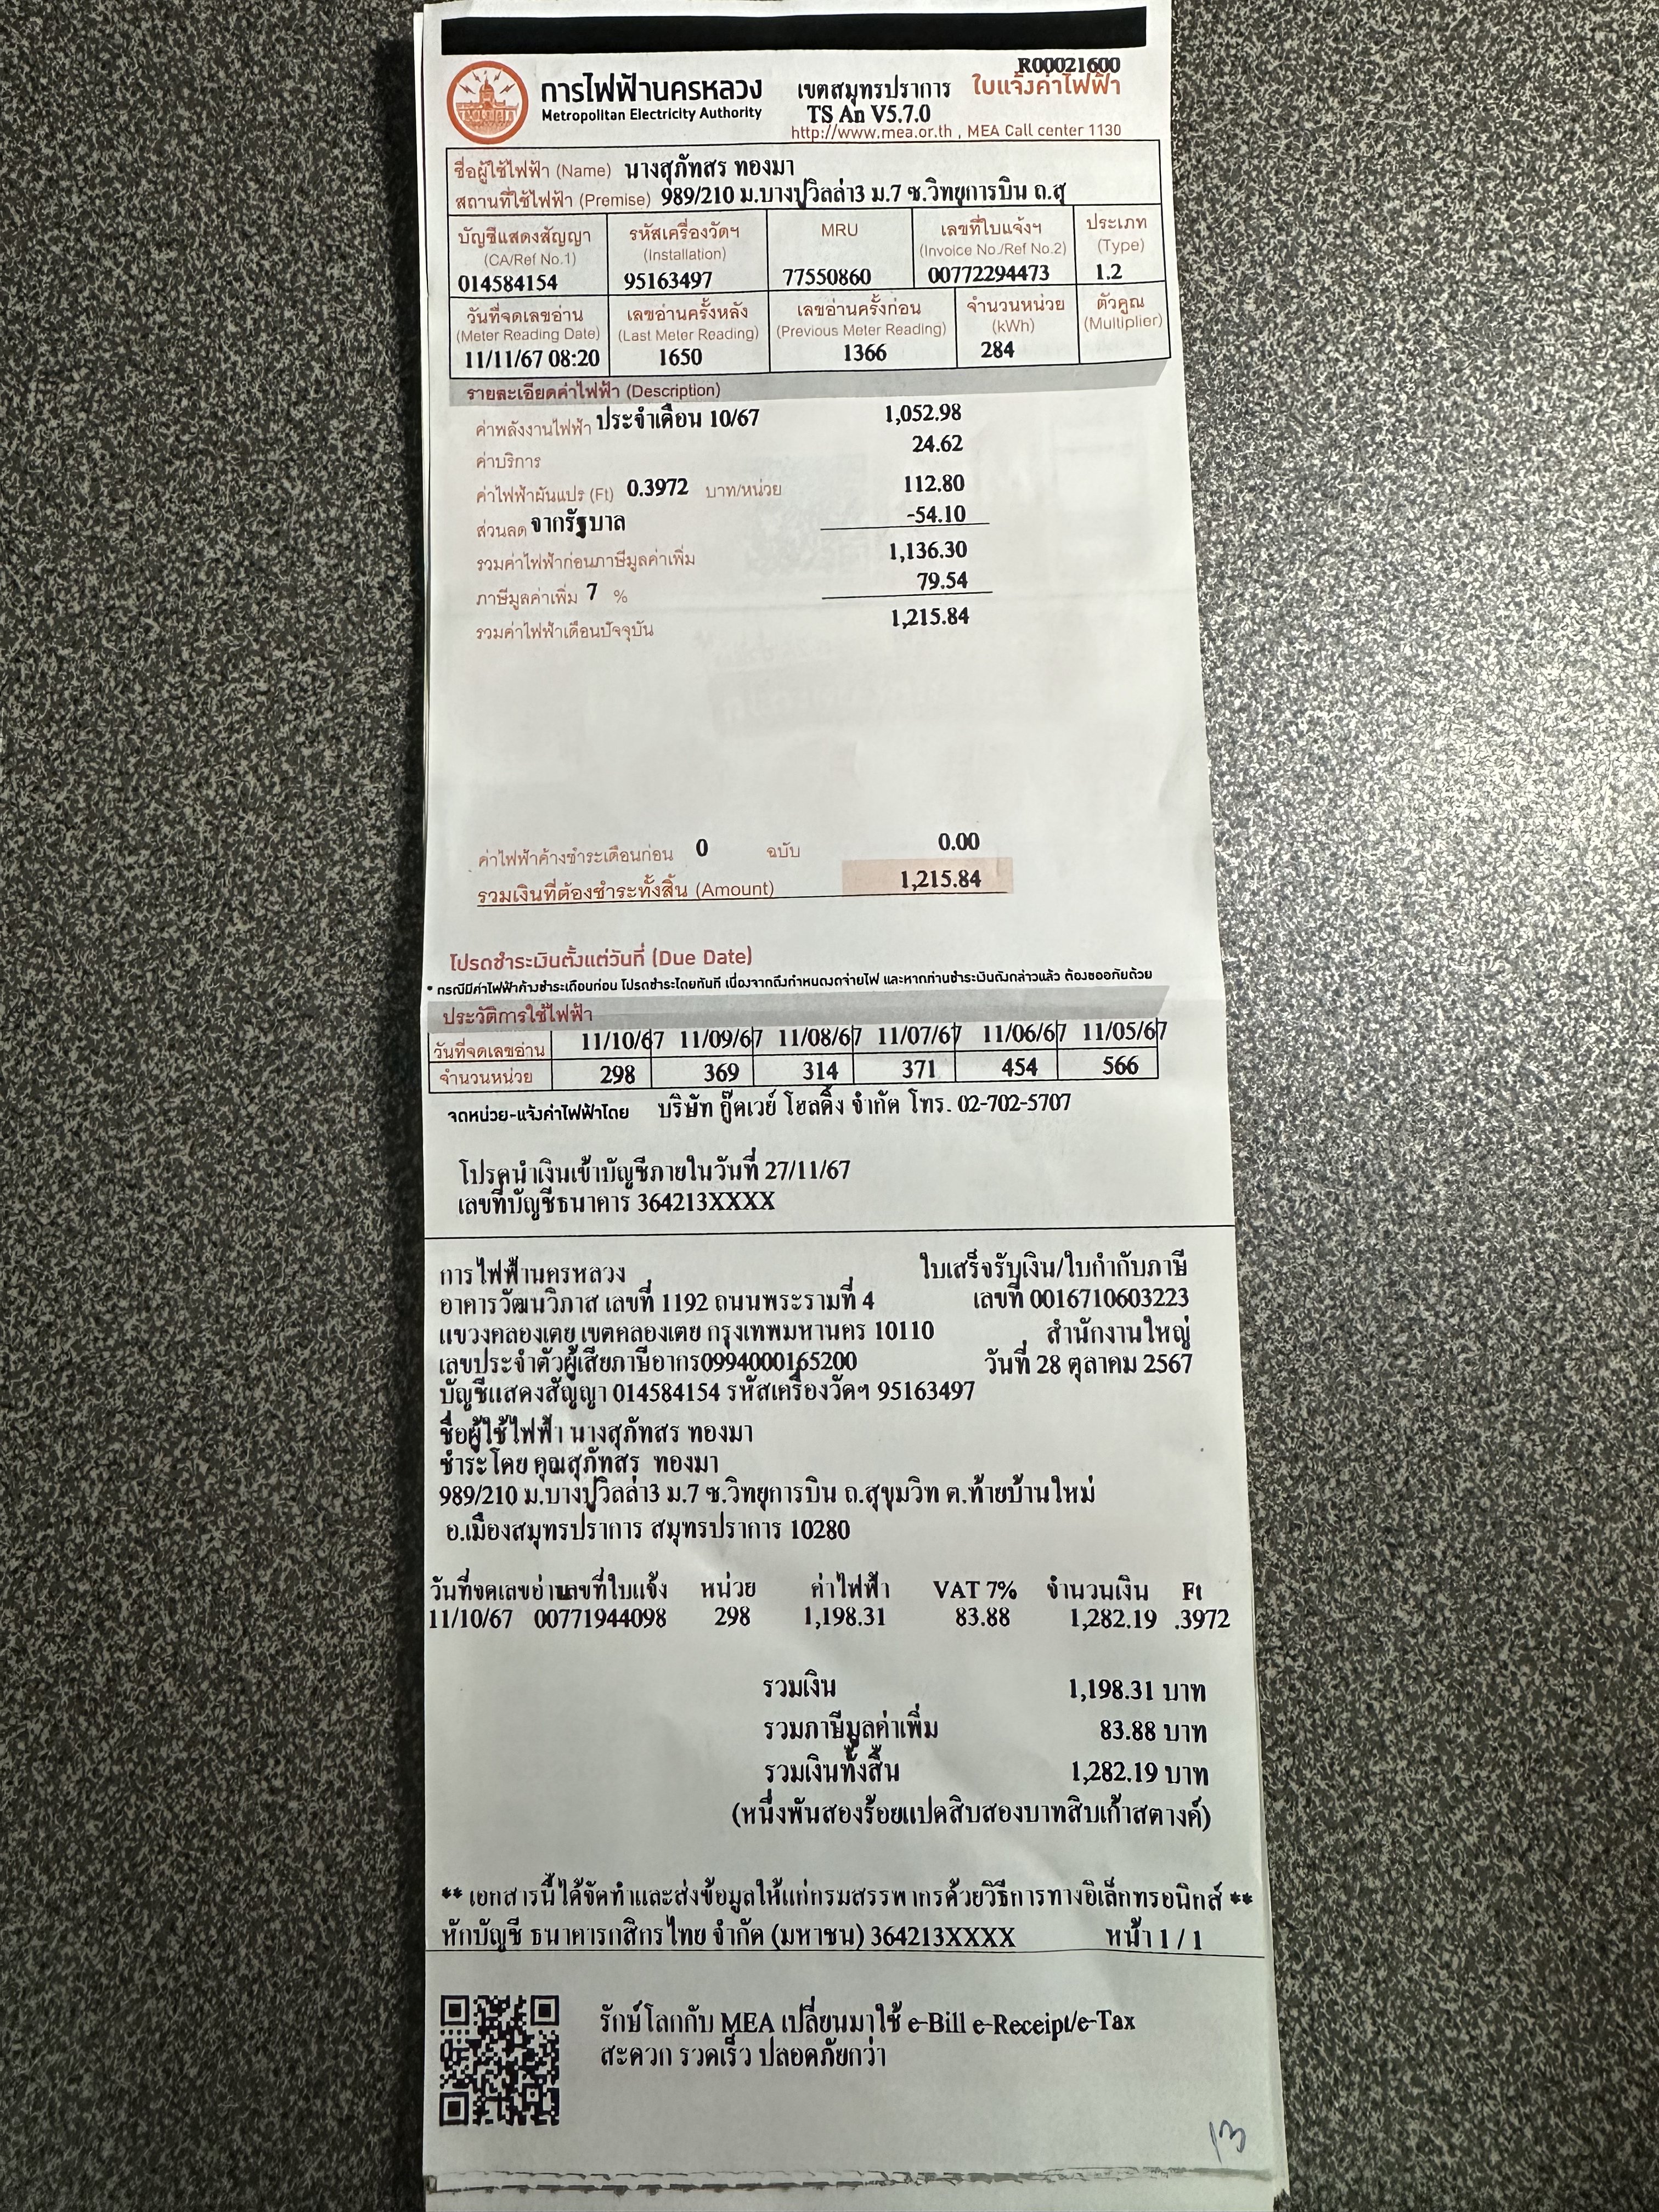 R00021600
การไฟฟ้านครหลวง เขตสมุทรปราการ ใบแจ้งค่าไฟฟ้า
Metropolitan Electricity Authority TS An V5.7.0
http://www.mea.or.th , MEA Call center 1130
ชื่อผู้ใช้ไฟฟ้า (Name) นางสุภัทสร ทองมา
สถานที่ใช้ไฟฟ้า (Premise) 989/210 ม.บางปูวิลล่า3 ม.7 ซ.วิทยุการบิน ถ.สุ
บัญชีแสดงสัญญา รหัสเครื่องวัดฯ MRU เลขที่ใบแจ้งฯ ประเภท
(CA/Ref No.1) (Installation) (Invoice No./Ref No.2) (Type)
014584154 95163497 77550860 00772294473 1.2
วันที่จดเลขอ่าน เลขอ่านครั้งหลัง เลขอ่านครั้งก่อน จำนวนหน่วย ตัวคูณ
(Meter Reading Date) (Last Meter Reading) (Previous Meter Reading) (kWh) (Multiplier)
11/11/67 08:20 1650 1366 284
รายละเอียดค่าไฟฟ้า (Description)
ค่าพลังงานไฟฟ้า ประจำเดือน 10/67 1,052.98
ค่าบริการ 24.62
ค่าไฟฟ้าผันแปร (Ft) 0.3972 บาท/หน่วย 112.80
ส่วนลด จากรัฐบาล -54.10
รวมค่าไฟฟ้าก่อนภาษีมูลค่าเพิ่ม 1,136.30
ภาษีมูลค่าเพิ่ม 7 % 79.54
รวมค่าไฟฟ้าเดือนปัจจุบัน 1,215.84
ค่าไฟฟ้าค้างชำระเดือนก่อน 0 ฉบับ 0.00
รวมเงินที่ต้องชำระทั้งสิ้น (Amount) 1,215.84
โปรดชำระเงินตั้งแต่วันที่ (Due Date)
* กรณีมีค่าไฟฟ้าค้างชำระเดือนก่อน โปรดชำระโดยทันที เนื่องจากถึงกำหนดงดจ่ายไฟ และหากท่านชำระเงินดังกล่าวแล้ว ต้องขออภัยด้วย
ประวัติการใช้ไฟฟ้า
วันที่จดเลขอ่าน 11/10/67 11/09/67 11/08/67 11/07/67 11/06/67 11/05/67
จำนวนหน่วย 298 369 314 371 454 566
จดหน่วย-แจ้งค่าไฟฟ้าโดย บริษัท กู๊ดเวย์ โฮลดิ้ง จำกัด โทร. 02-702-5707
โปรดนำเงินเข้าบัญชีภายในวันที่ 27/11/67
เลขที่บัญชีธนาคาร 364213XXXX
การไฟฟ้านครหลวง ใบเสร็จรับเงิน/ใบกำกับภาษี
อาคารวัฒนวิภาส เลขที่ 1192 ถนนพระรามที่ 4 เลขที่ 0016710603223
แขวงคลองเตย เขตคลองเตย กรุงเทพมหานคร 10110 สำนักงานใหญ่
เลขประจำตัวผู้เสียภาษีอากร0994000165200 วันที่ 28 ตุลาคม 2567
บัญชีแสดงสัญญา 014584154 รหัสเครื่องวัดฯ 95163497
ชื่อผู้ใช้ไฟฟ้า นางสุภัทสร ทองมา
ชำระโดย คุณสุภัทสร ทองมา
989/210 ม.บางปูวิลล่า3 ม.7 ซ.วิทยุการบิน ถ.สุขุมวิท ต.ท้ายบ้านใหม่
อ.เมืองสมุทรปราการ สมุทรปราการ 10280
วันที่จดเลขอ่าน เลขที่ใบแจ้ง หน่วย ค่าไฟฟ้า VAT 7% จำนวนเงิน Ft
11/10/67 00771944098 298 1,198.31 83.88 1,282.19 .3972
รวมเงิน 1,198.31 บาท
รวมภาษีมูลค่าเพิ่ม 83.88 บาท
รวมเงินทั้งสิ้น 1,282.19 บาท
(หนึ่งพันสองร้อยแปดสิบสองบาทสิบเก้าสตางค์)
** เอกสารนี้ได้จัดทำและส่งข้อมูลให้แก่กรมสรรพากรด้วยวิธีการทางอิเล็กทรอนิกส์ **
หักบัญชี ธนาคารกสิกรไทย จำกัด (มหาชน) 364213XXXX หน้า 1 / 1
รักษ์โลกกับ MEA เปลี่ยนมาใช้ e-Bill e-Receipt/e-Tax
สะดวก รวดเร็ว ปลอดภัยกว่า
13